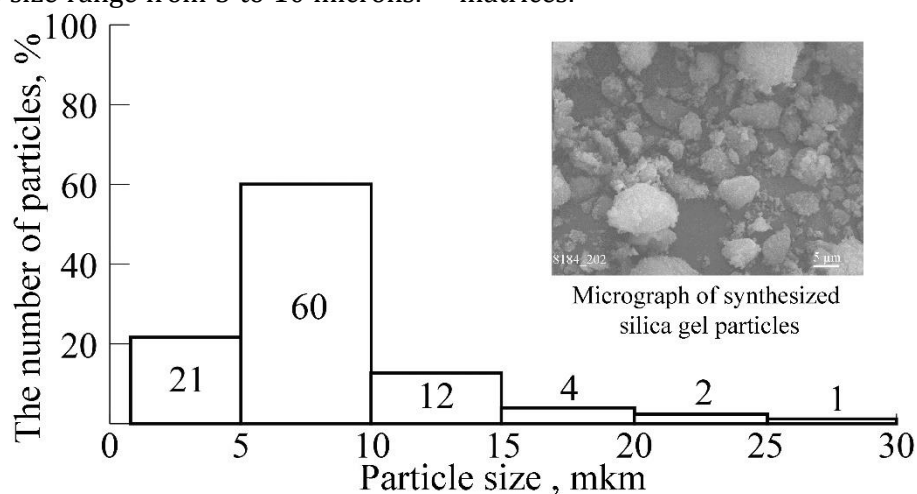 size range from 5 to 10 microns. matrices.
The number of particles, %
100
80
60
40
20
21
60
12
4
2
1
0 5 10 15 20 25 30
Particle size , mkm
8184_202
5 μm
Micrograph of synthesized
silica gel particles